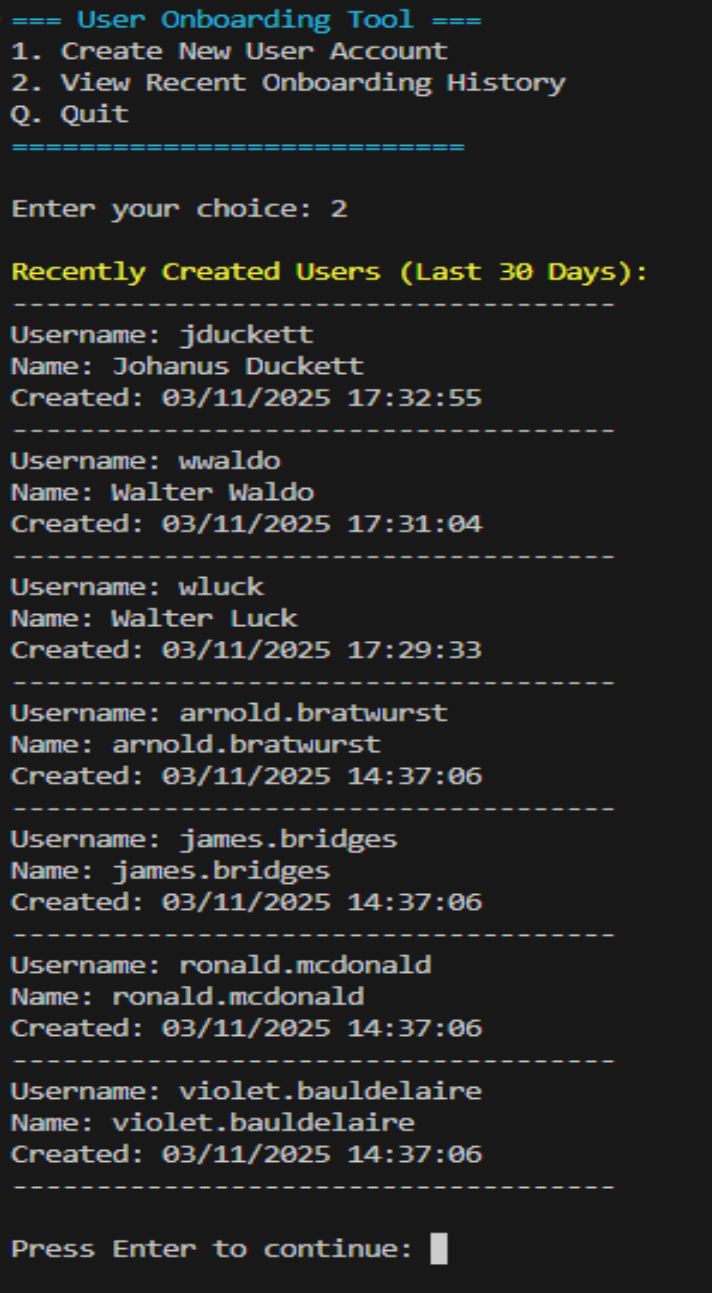 === User Onboarding Tool ===
1. Create New User Account
2. View Recent Onboarding History
Q. Quit
===========================
Enter your choice: 2
Recently Created Users (Last 30 Days):
------------------------------------
Username: jduckett
Name: Johanus Duckett
Created: 03/11/2025 17:32:55
------------------------------------
Username: wwaldo
Name: Walter Waldo
Created: 03/11/2025 17:31:04
------------------------------------
Username: wluck
Name: Walter Luck
Created: 03/11/2025 17:29:33
------------------------------------
Username: arnold.bratwurst
Name: arnold.bratwurst
Created: 03/11/2025 14:37:06
------------------------------------
Username: james.bridges
Name: james.bridges
Created: 03/11/2025 14:37:06
------------------------------------
Username: ronald.mcdonald
Name: ronald.mcdonald
Created: 03/11/2025 14:37:06
------------------------------------
Username: violet.bauldelaire
Name: violet.bauldelaire
Created: 03/11/2025 14:37:06
------------------------------------
Press Enter to continue: